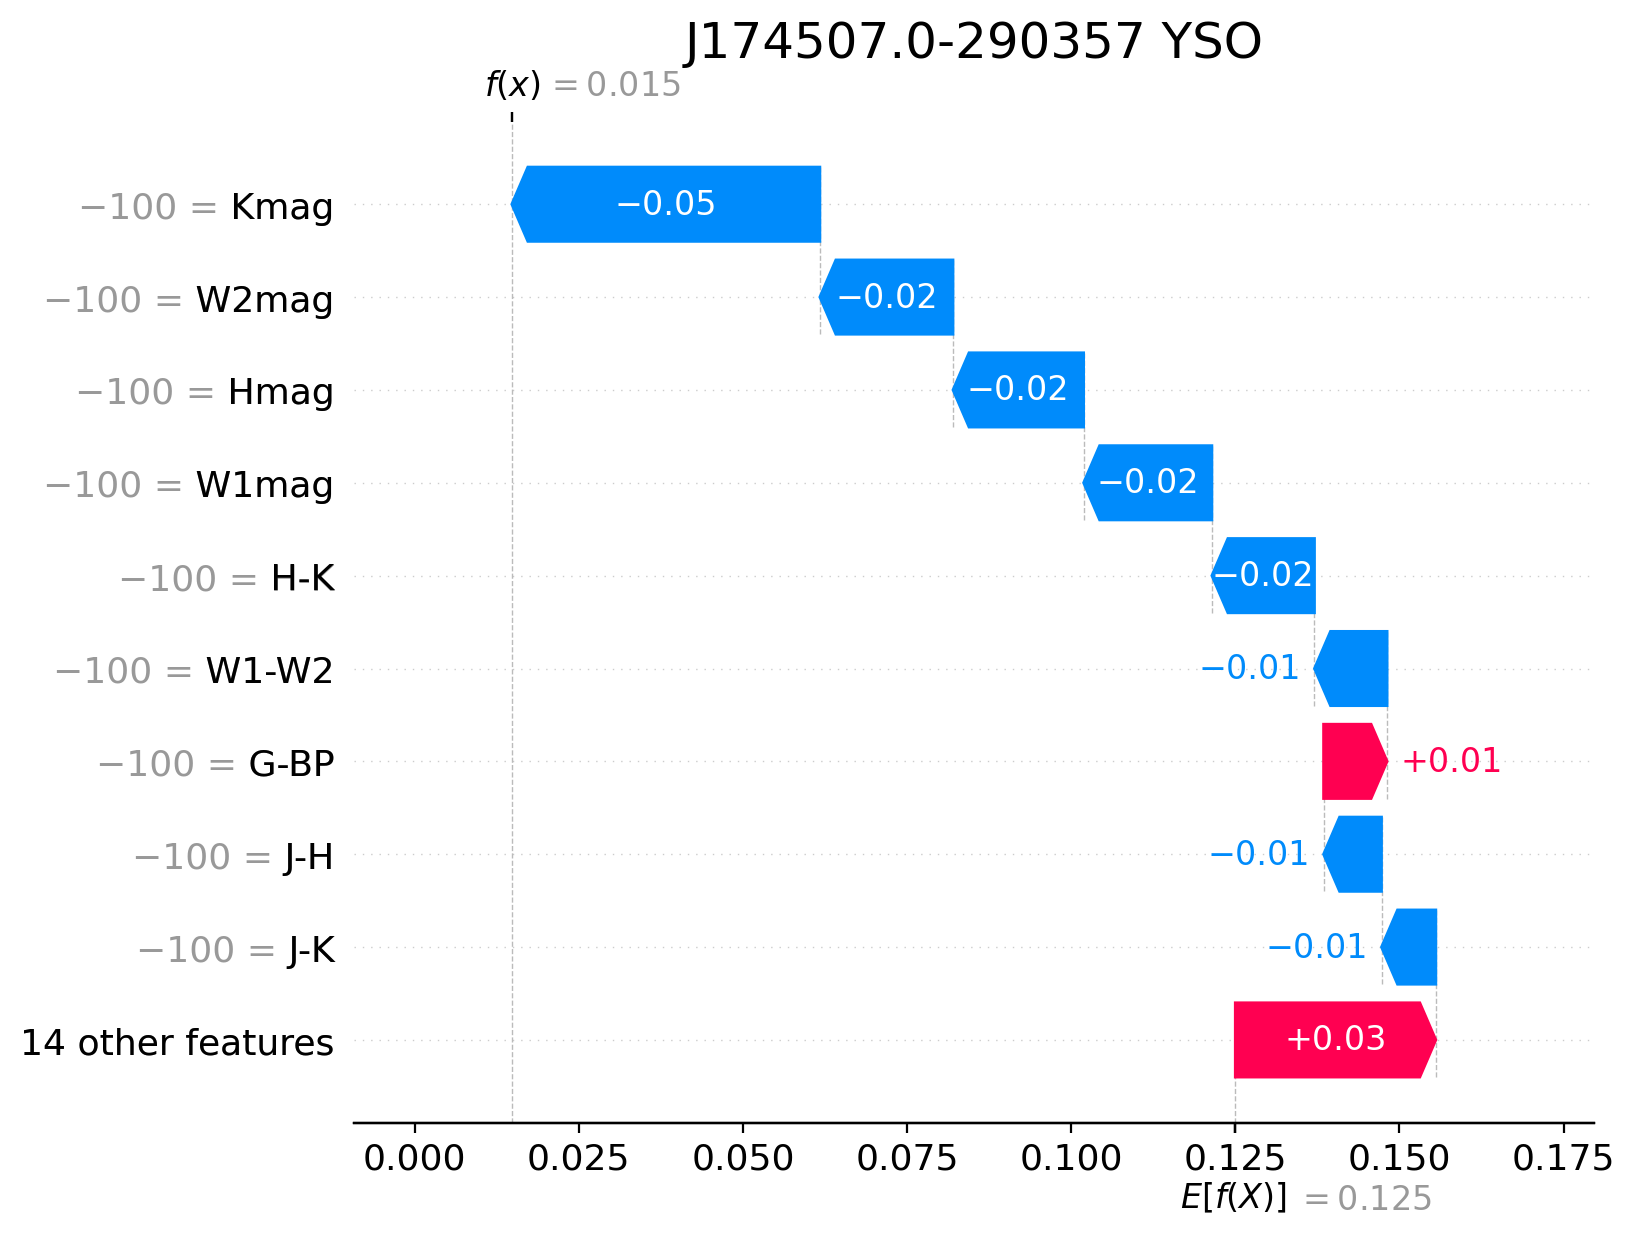 J174507.0-290357 YSO
f(x) = 0.015
−100 = Kmag
−0.05
−100 = W2mag
−0.02
−100 = Hmag
−0.02
−100 = W1mag
−0.02
−100 = H-K
−0.02
−100 = W1-W2
−0.01
−100 = G-BP
+0.01
−100 = J-H
−0.01
−100 = J-K
−0.01
14 other features
+0.03
0.000 0.025 0.050 0.075 0.100 0.125 0.150 0.175
E[f(X)] = 0.125